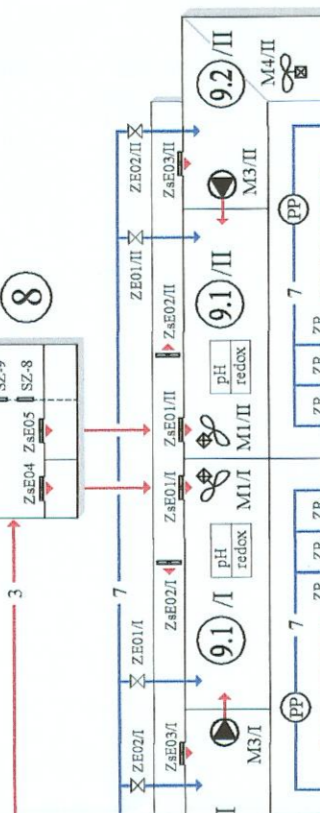 9.2/II
M4/II
ZE02/II
ZsE03/II
M3/II
PP
ZE01/II
7
8
9.1/II
ZsE02/II
SZ-9
SZ-8
pH
redox
ZsE05
ZsE01/II
M1/II
ZsE04
ZsE01/I
M1/I
3
7
pH
redox
ZsE02/I
9.1/I
ZE01/I
7
PP
ZE02/I
ZsE03/I
M3/I